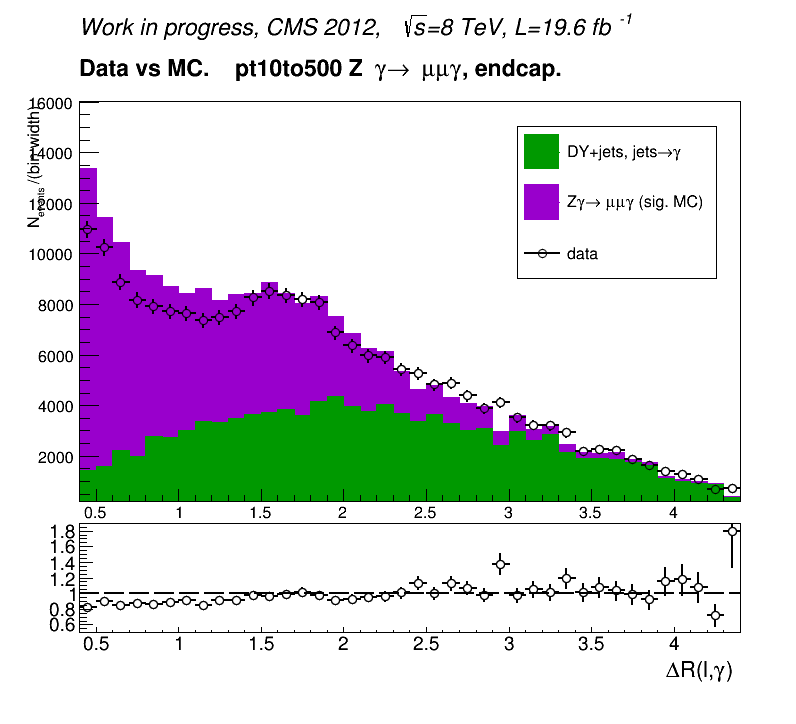 Work in progress, CMS 2012, √s=8 TeV, L=19.6 fb⁻¹
Data vs MC. pt10to500 Z γ→ μμγ, endcap.
N_events/(bin width)
16000
14000
12000
10000
8000
6000
4000
2000
DY+jets, jets→γ
Zγ→ μμγ (sig. MC)
data
0.5 1 1.5 2 2.5 3 3.5 4
1.8
1.6
1.4
1.2
1
0.8
0.6
0.5 1 1.5 2 2.5 3 3.5 4
ΔR(l,γ)